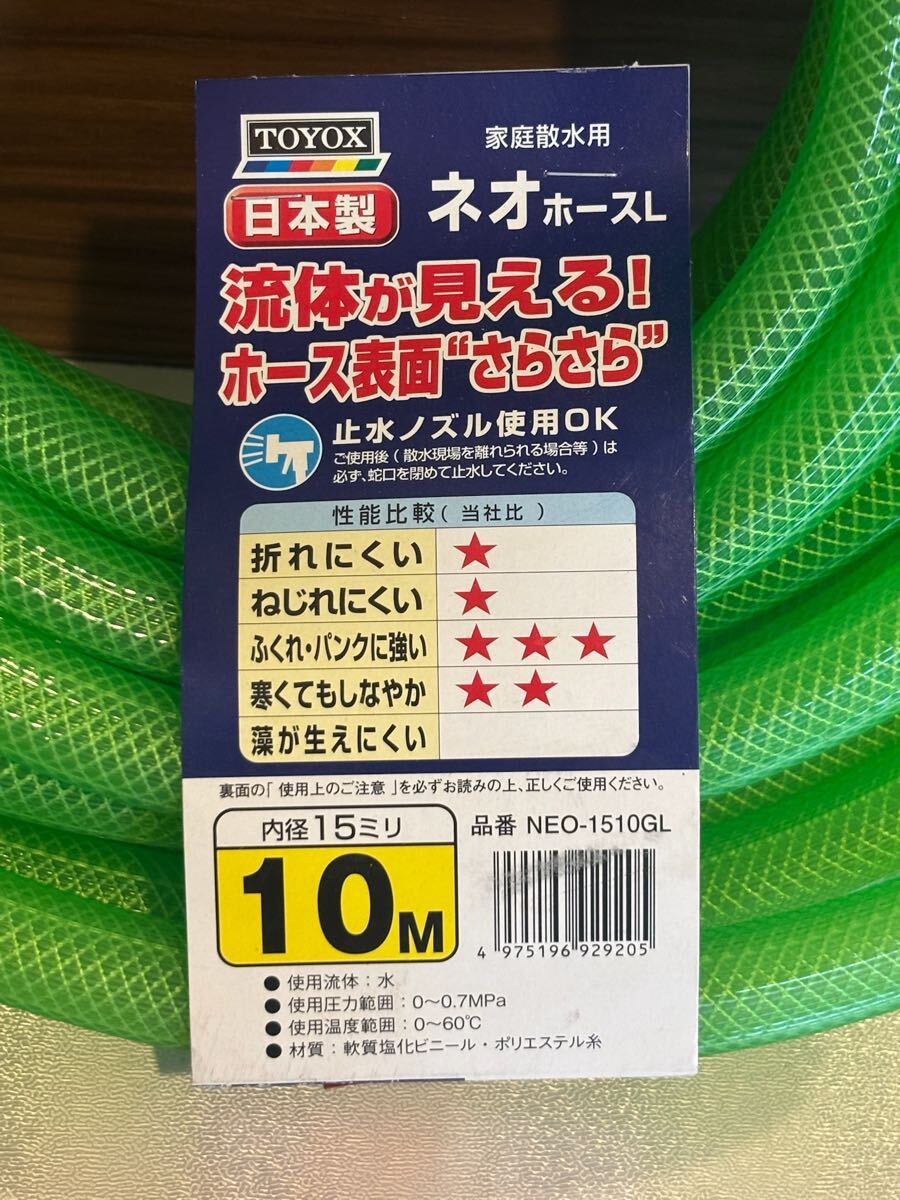 TOYOX
家庭散水用
日本製
ネオホースL
流体が見える!
ホース表面“さらさら”
止水ノズル使用OK
ご使用後(散水現場を離れられる場合等)は
必ず、蛇口を閉めて止水してください。
性能比較(当社比)
折れにくい ★
ねじれにくい ★
ふくれ・パンクに強い ★★★
寒くてもしなやか ★★
藻が生えにくい
裏面の「使用上のご注意」を必ずお読みの上、正しくご使用ください。
内径15ミリ
10M
品番 NEO-1510GL
4 975196 929205
●使用流体:水
●使用圧力範囲:0〜0.7MPa
●使用温度範囲:0〜60℃
●材質:軟質塩化ビニール・ポリエステル糸